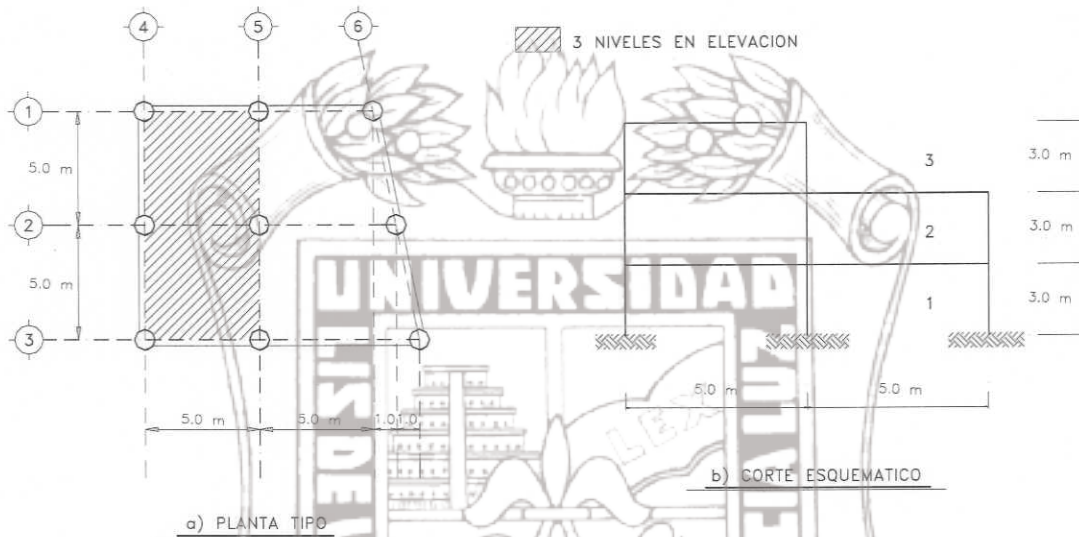 4 5 6
3 NIVELES EN ELEVACION
1
5.0 m
2
5.0 m
3
5.0 m 5.0 m 1.0 1.0
a) PLANTA TIPO
3 3.0 m
2 3.0 m
1 3.0 m
5.0 m 5.0 m
b) CORTE ESQUEMATICO
UNIVERSIDAD
LEX